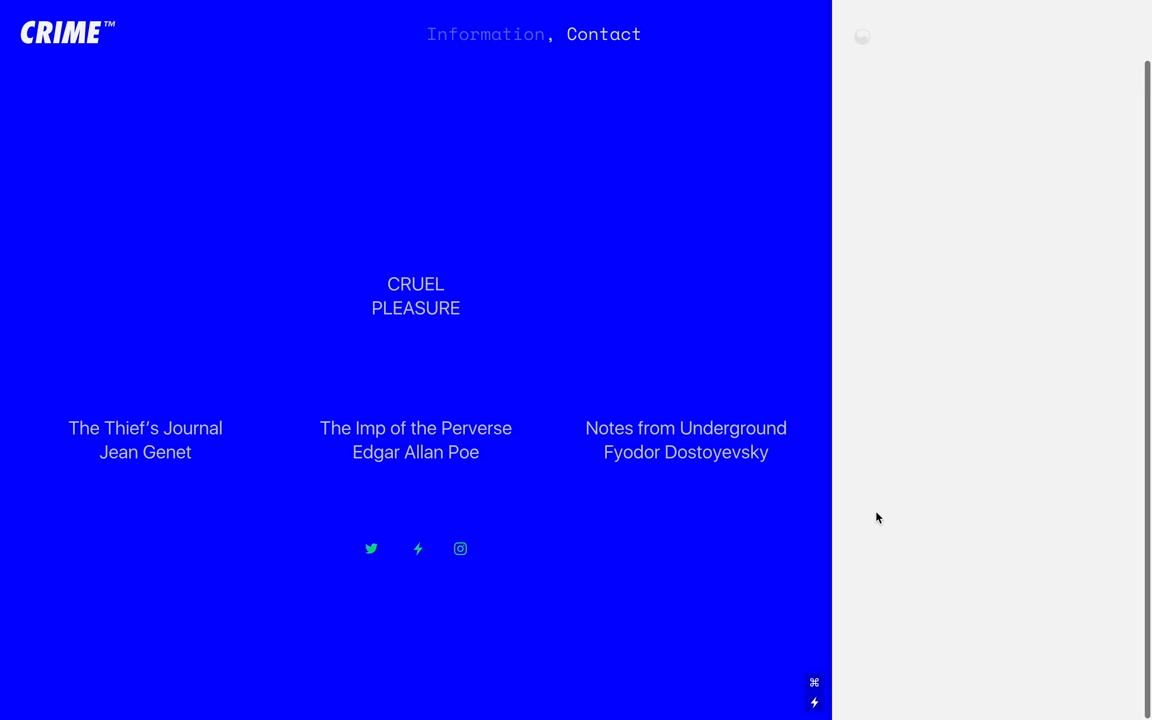 CRIME™
Information, Contact
CRUEL
PLEASURE
The Thief’s Journal
Jean Genet
The Imp of the Perverse
Edgar Allan Poe
Notes from Underground
Fyodor Dostoyevsky